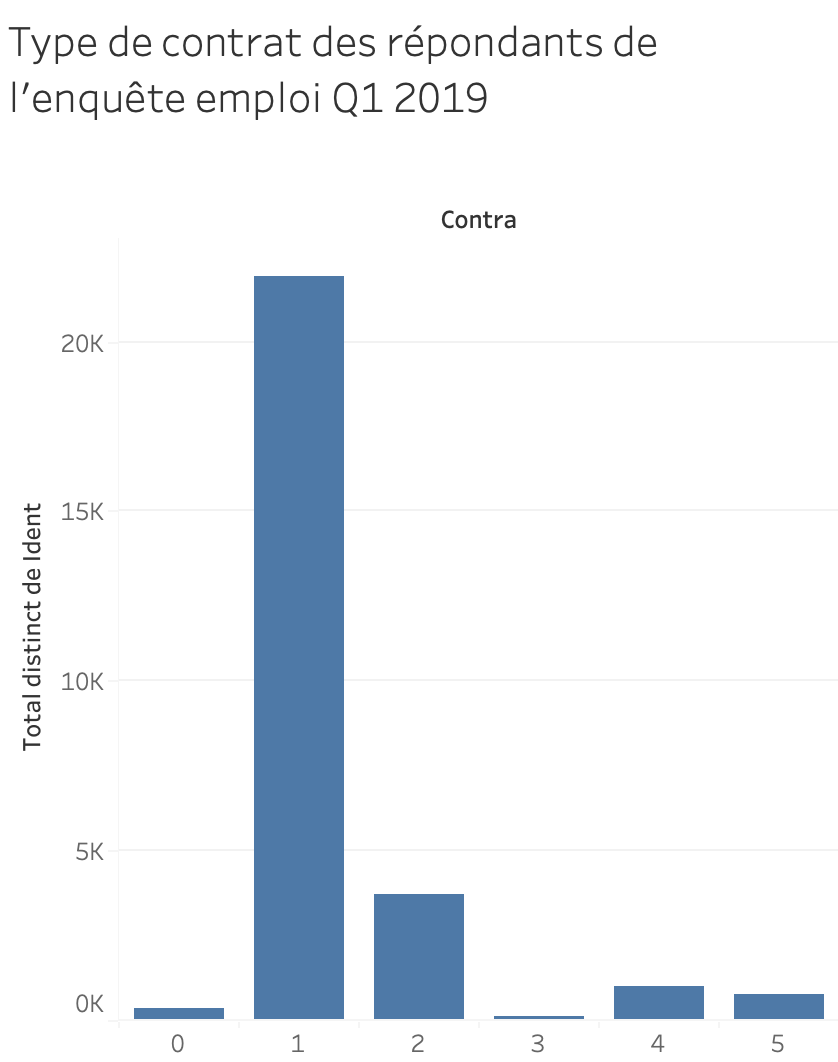 Type de contrat des répondants de
l’enquête emploi Q1 2019
Contra
Total distinct de Ident
20K
15K
10K
5K
0K
0 1 2 3 4 5